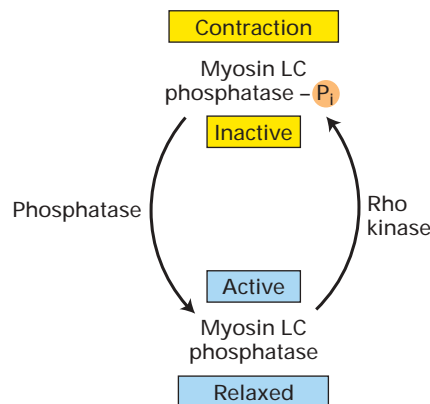 Contraction
Myosin LC
phosphatase – Pi
Inactive
Phosphatase
Rho
kinase
Active
Myosin LC
phosphatase
Relaxed